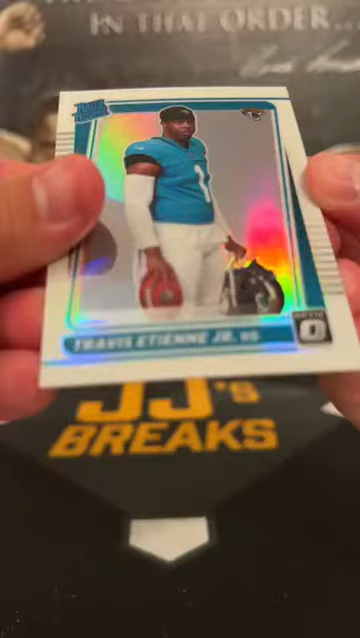 IN THAT ORDER...
RATED
ROOKIE
1
TRAVIS ETIENNE JR. RB
OPTIC
JJ'S
BREAKS